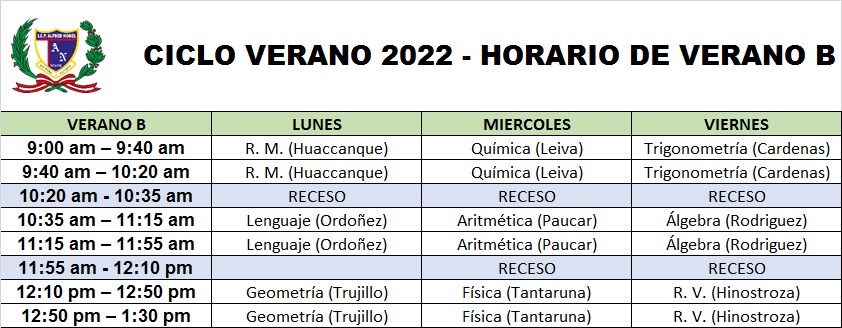 I.E.P. ALFRED NOBEL
CICLO VERANO 2022 - HORARIO DE VERANO B
VERANO B LUNES MIERCOLES VIERNES
9:00 am – 9:40 am R. M. (Huaccanque) Química (Leiva) Trigonometría (Cardenas)
9:40 am – 10:20 am R. M. (Huaccanque) Química (Leiva) Trigonometría (Cardenas)
10:20 am - 10:35 am RECESO RECESO RECESO
10:35 am – 11:15 am Lenguaje (Ordoñez) Aritmética (Paucar) Álgebra (Rodriguez)
11:15 am – 11:55 am Lenguaje (Ordoñez) Aritmética (Paucar) Álgebra (Rodriguez)
11:55 am - 12:10 pm RECESO RECESO
12:10 pm – 12:50 pm Geometría (Trujillo) Física (Tantaruna) R. V. (Hinostroza)
12:50 pm – 1:30 pm Geometría (Trujillo) Física (Tantaruna) R. V. (Hinostroza)